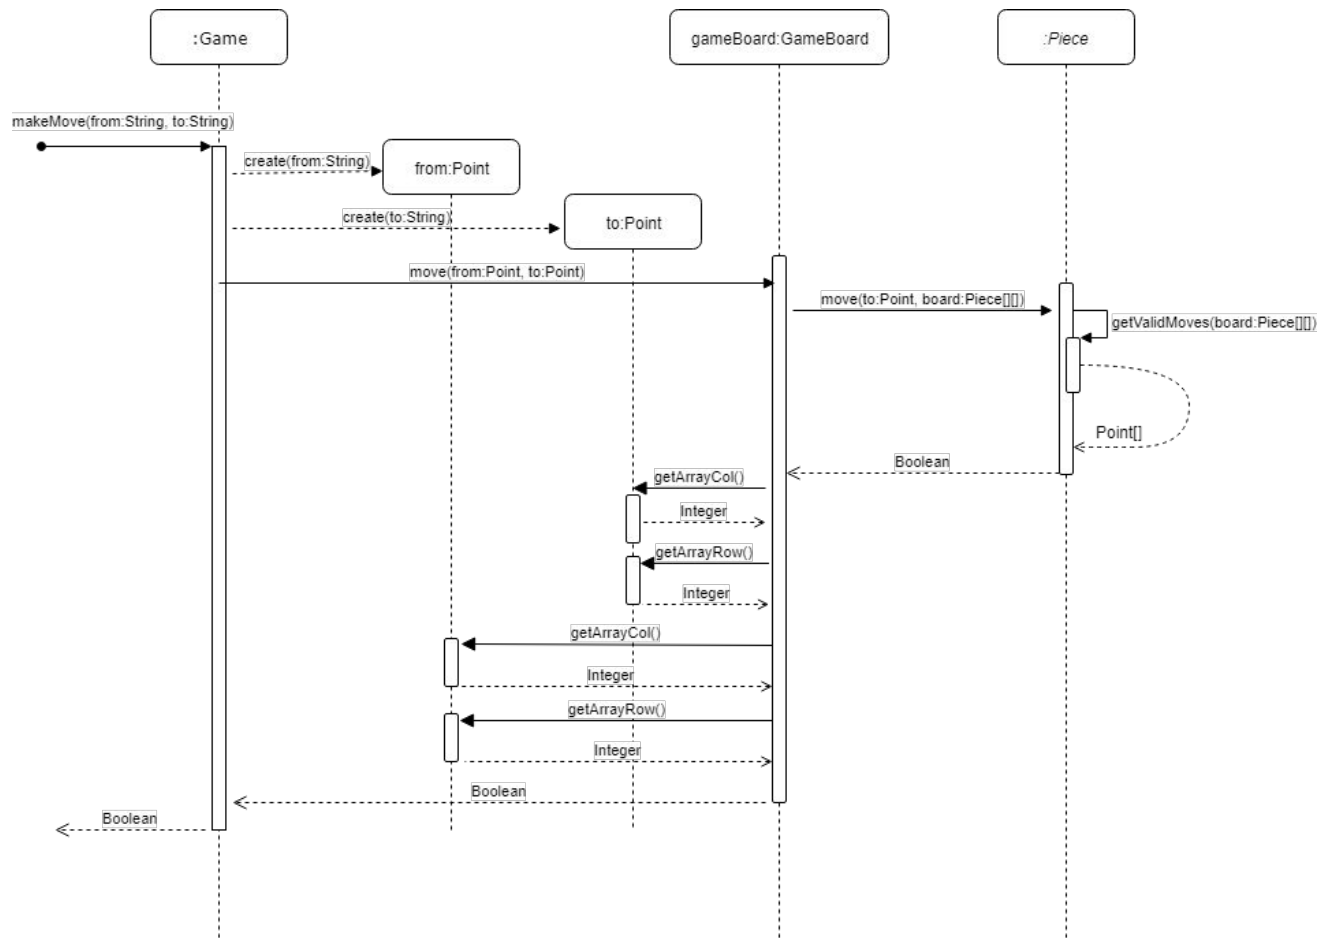 :Game
gameBoard:GameBoard
:Piece
makeMove(from:String, to:String)
create(from:String)
from:Point
create(to:String)
to:Point
move(from:Point, to:Point)
move(to:Point, board:Piece[][])
getValidMoves(board:Piece[][])
Point[]
Boolean
getArrayCol()
Integer
getArrayRow()
Integer
getArrayCol()
Integer
getArrayRow()
Integer
Boolean
Boolean